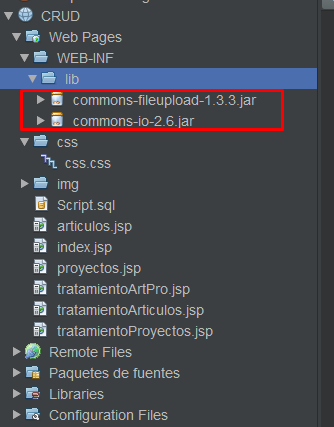 CRUD
Web Pages
WEB-INF
lib
commons-fileupload-1.3.3.jar
commons-io-2.6.jar
css
css.css
img
Script.sql
articulos.jsp
index.jsp
proyectos.jsp
tratamientoArtPro.jsp
tratamientoArticulos.jsp
tratamientoProyectos.jsp
Remote Files
Paquetes de fuentes
Libraries
Configuration Files